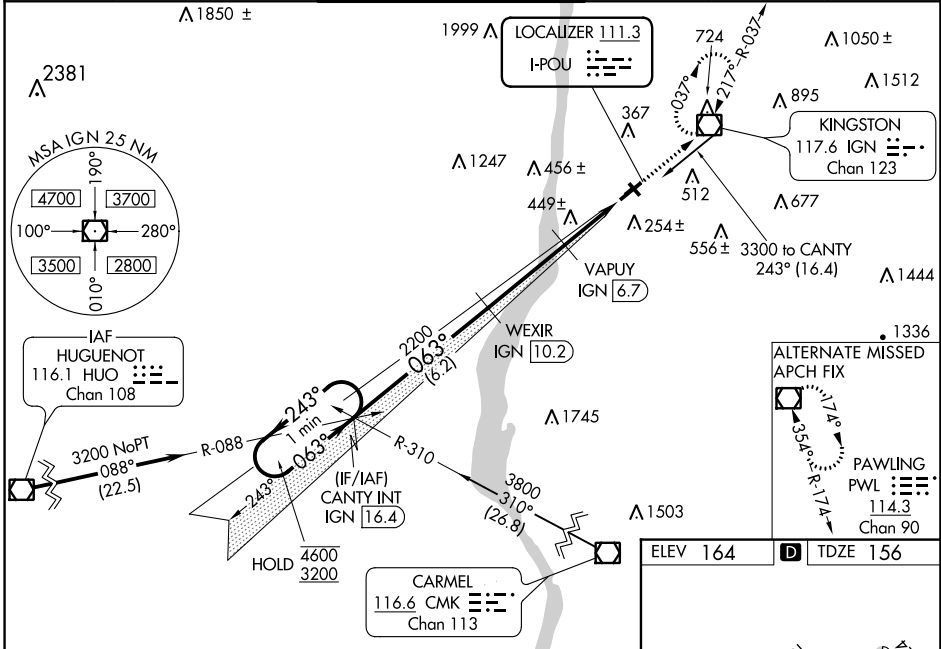 1850 ±
1999
LOCALIZER 111.3
I-POU
724
R-037
217°
037°
1050 ±
2381
1512
895
367
KINGSTON
117.6 IGN
Chan 123
MSA IGN 25 NM
190°
4700
3700
100°
280°
3500
2800
010°
1247
456 ±
512
677
449 ±
254 ±
556 ±
3300 to CANTY
243° (16.4)
1444
VAPUY
IGN 6.7
WEXIR
IGN 10.2
2200
063°
(6.2)
1336
IAF
HUGUENOT
116.1 HUO
Chan 108
ALTERNATE MISSED
APCH FIX
174°
354°
R-174
PAWLING
PWL
114.3
Chan 90
243°
1 min
063°
3200 NoPT
088°
(22.5)
R-088
R-310
1745
243°
(IF/IAF)
CANTY INT
IGN 16.4
3800
310°
(26.8)
1503
HOLD 4600
3200
CARMEL
116.6 CMK
Chan 113
ELEV 164 D TDZE 156